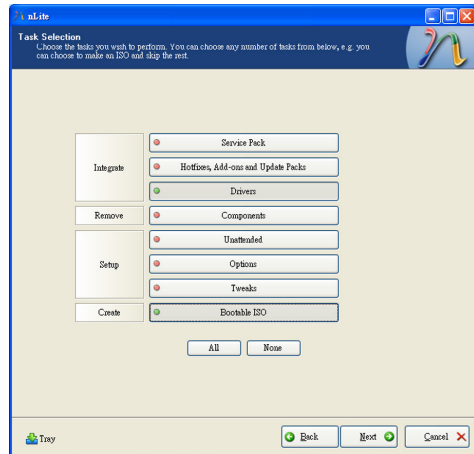 nLite
Task Selection
Choose the tasks you wish to perform. You can choose any number of tasks from below, e.g. you
can choose to make an ISO and skip the rest.
Integrate
Service Pack
Hotfixes, Add-ons and Update Packs
Drivers
Remove
Components
Setup
Unattended
Options
Tweaks
Create
Bootable ISO
All
None
Tray
Back
Next
Cancel